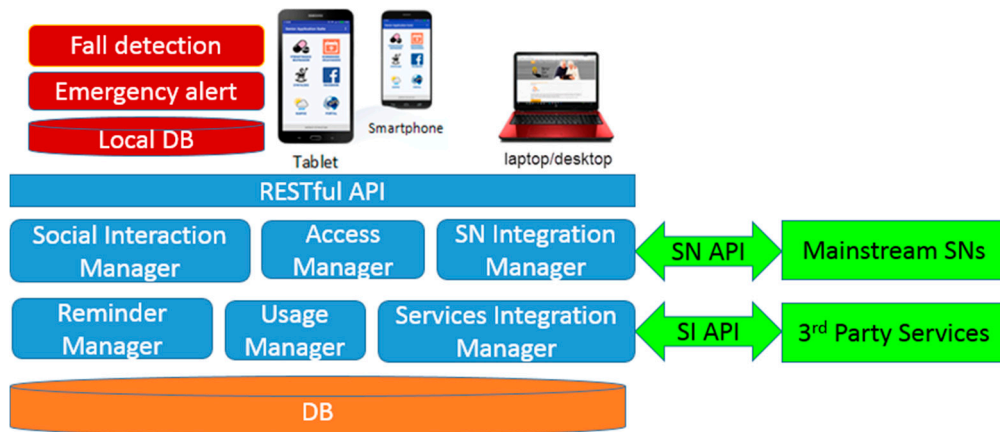 Fall detection
Emergency alert
Local DB
Tablet
Smartphone
laptop/desktop
RESTful API
Social Interaction
Manager
Access
Manager
SN Integration
Manager
SN API
Mainstream SNs
Reminder
Manager
Usage
Manager
Services Integration
Manager
SI API
3rd Party Services
DB